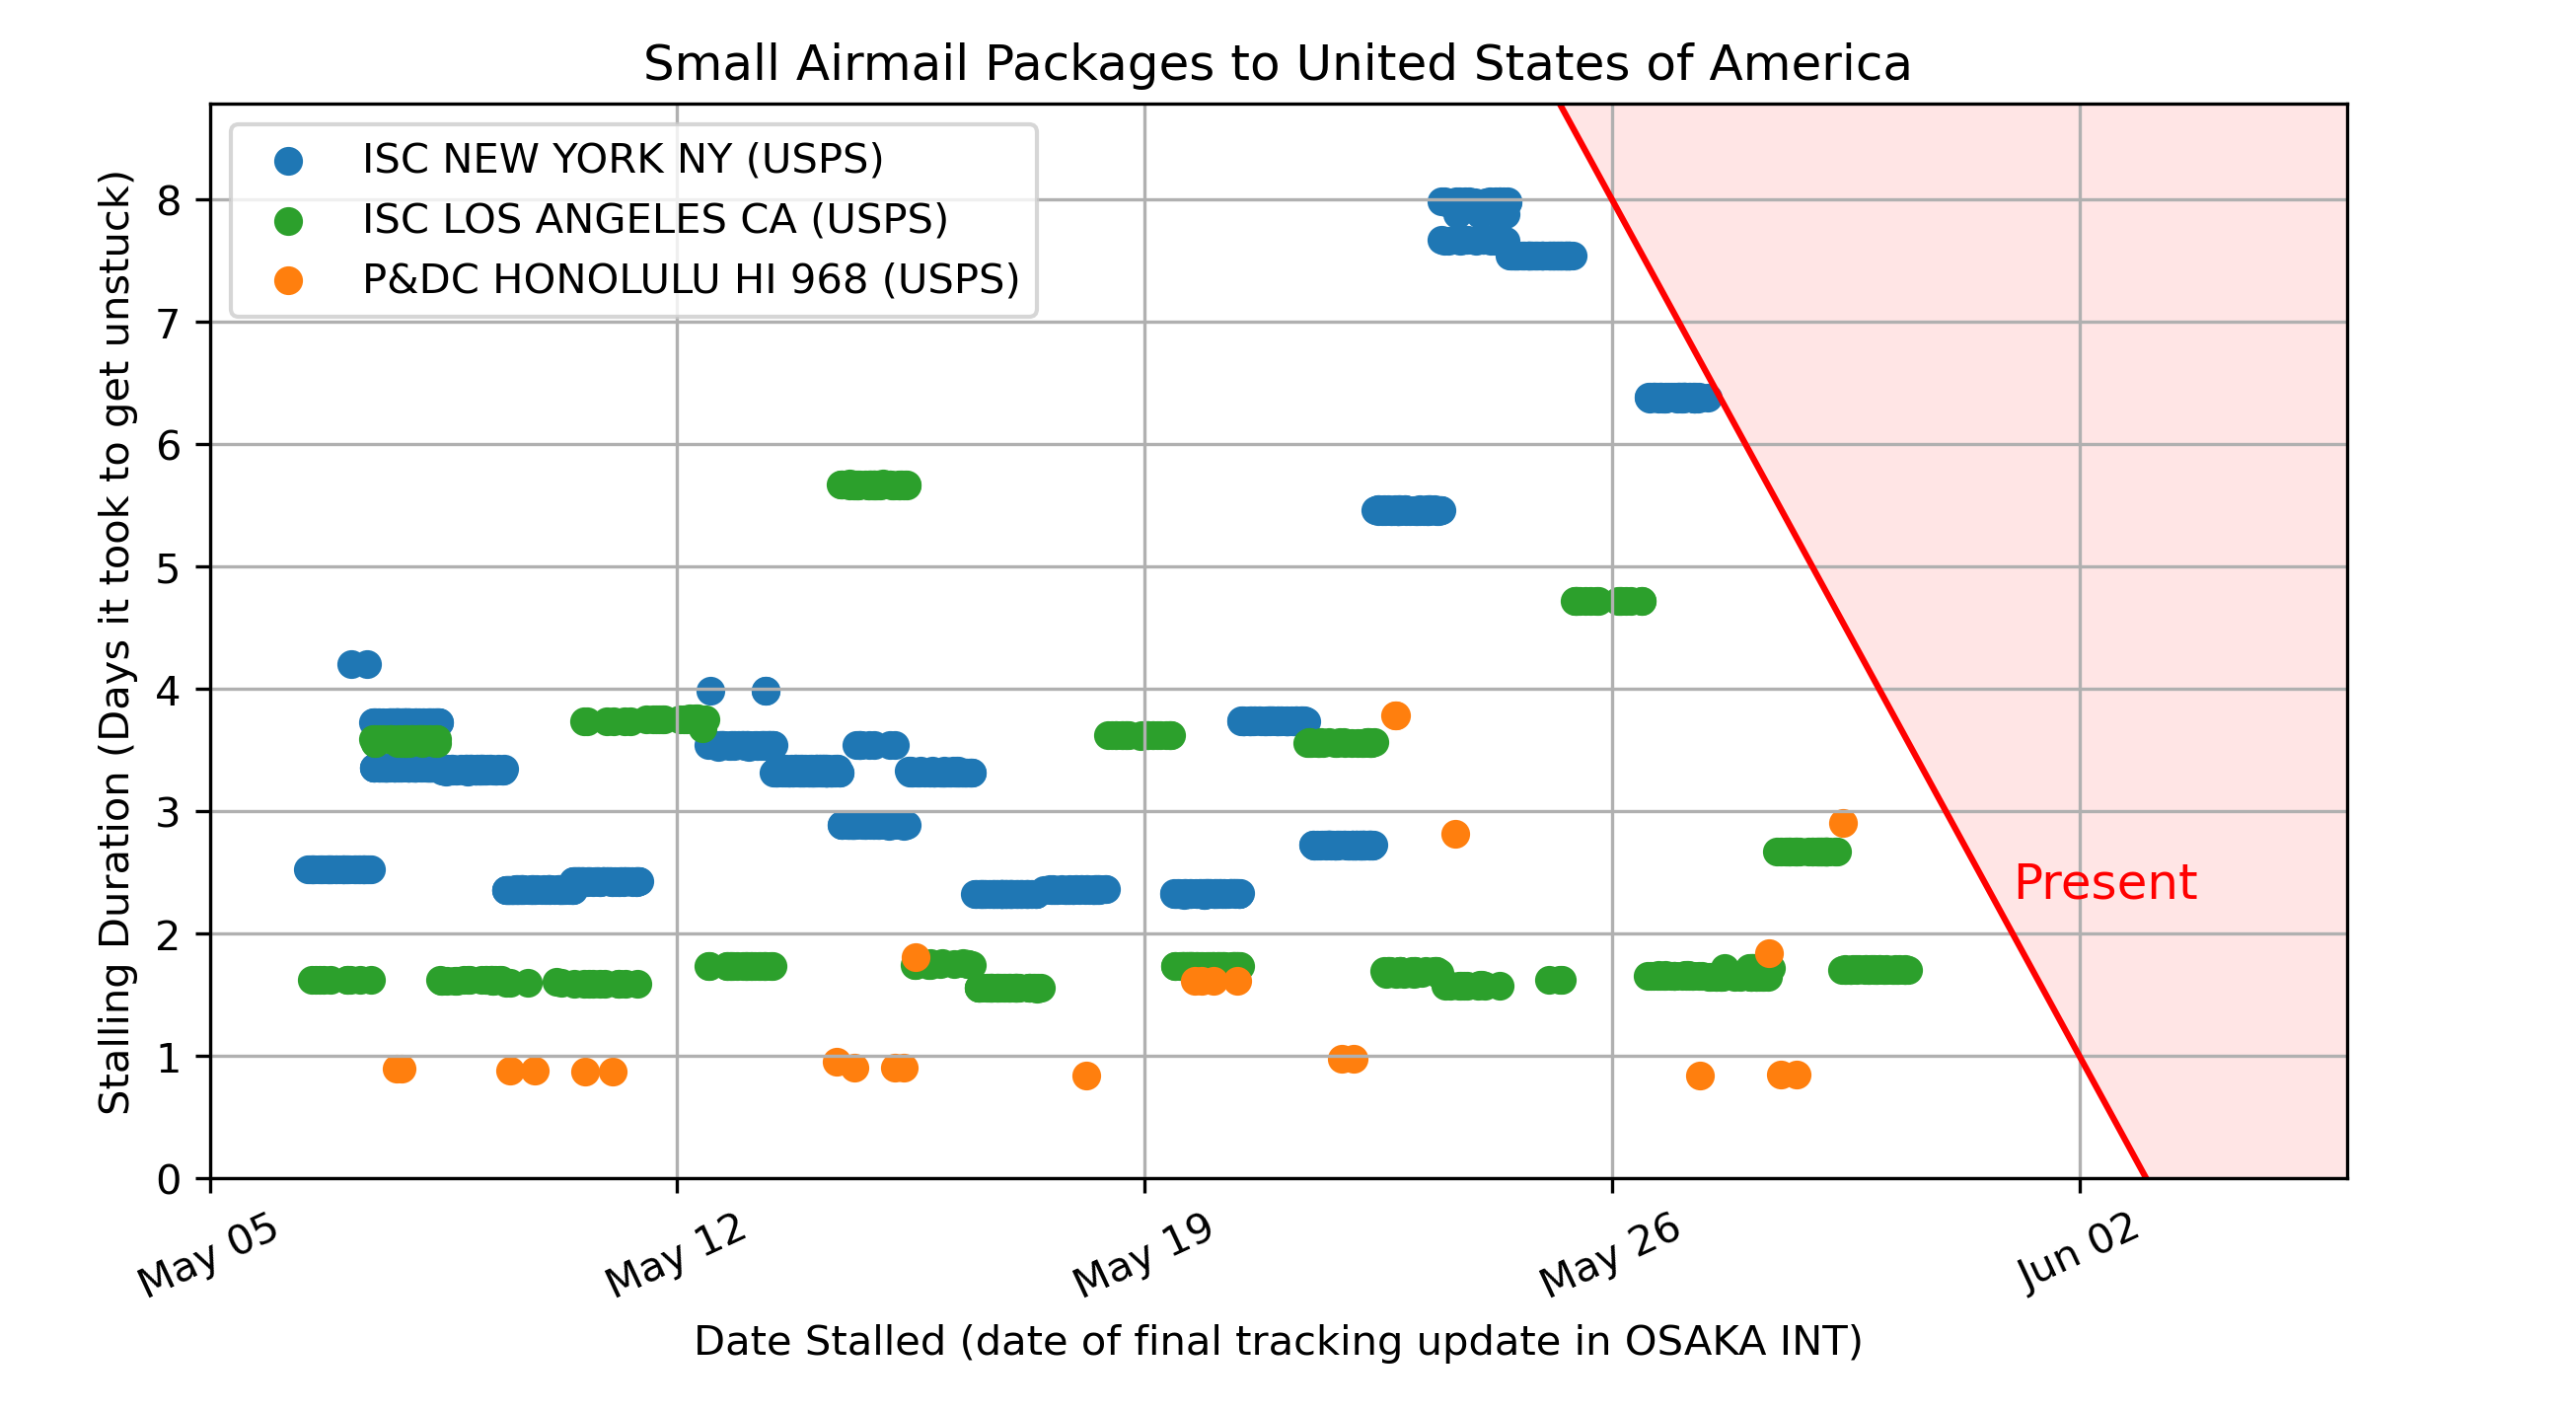 Small Airmail Packages to United States of America
ISC NEW YORK NY (USPS)
ISC LOS ANGELES CA (USPS)
P&DC HONOLULU HI 968 (USPS)
Stalling Duration (Days it took to get unstuck)
8
7
6
5
4
3
2
1
0
Present
May 05
May 12
May 19
May 26
Jun 02
Date Stalled (date of final tracking update in OSAKA INT)